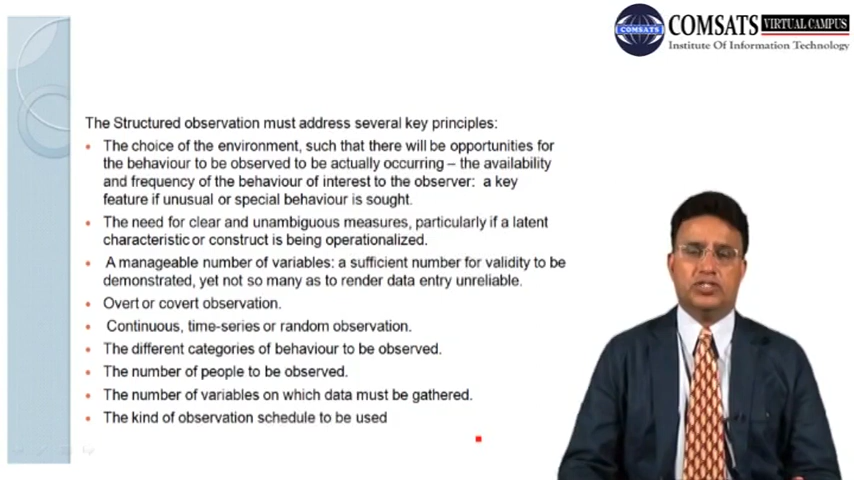 COMSATS
COMSATS VIRTUAL CAMPUS
Institute Of Information Technology
The Structured observation must address several key principles:
The choice of the environment, such that there will be opportunities for
the behaviour to be observed to be actually occurring – the availability
and frequency of the behaviour of interest to the observer: a key
feature if unusual or special behaviour is sought.
The need for clear and unambiguous measures, particularly if a latent
characteristic or construct is being operationalized.
A manageable number of variables: a sufficient number for validity to be
demonstrated, yet not so many as to render data entry unreliable.
Overt or covert observation.
Continuous, time-series or random observation.
The different categories of behaviour to be observed.
The number of people to be observed.
The number of variables on which data must be gathered.
The kind of observation schedule to be used